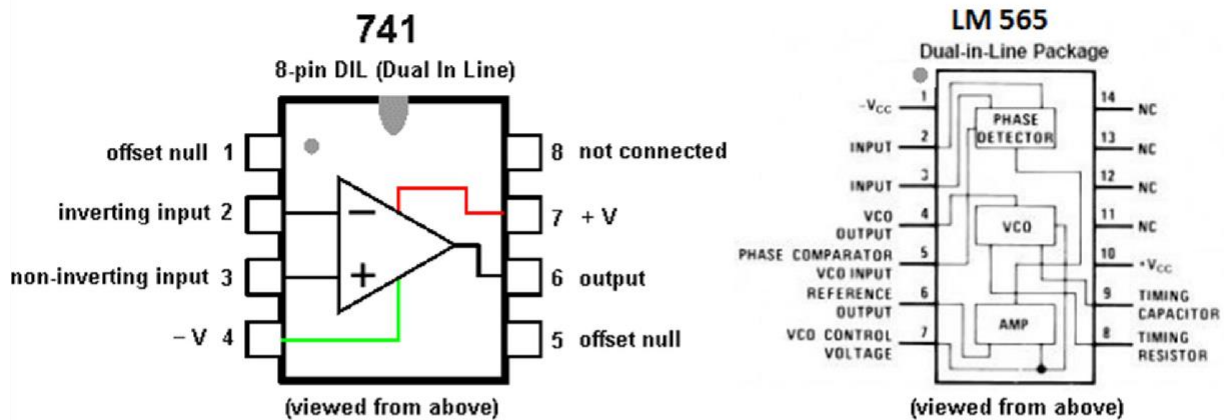 741
8-pin DIL (Dual In Line)
offset null 1
inverting input 2
non-inverting input 3
− V 4
8 not connected
7 + V
6 output
5 offset null
−
+
(viewed from above)
LM 565
Dual-in-Line Package
−VCC 1
INPUT 2
INPUT 3
VCO OUTPUT 4
PHASE COMPARATOR VCO INPUT 5
REFERENCE OUTPUT 6
VCO CONTROL VOLTAGE 7
14 NC
13 NC
12 NC
11 NC
10 +VCC
9 TIMING CAPACITOR
8 TIMING RESISTOR
PHASE
DETECTOR
VCO
AMP
(viewed from above)